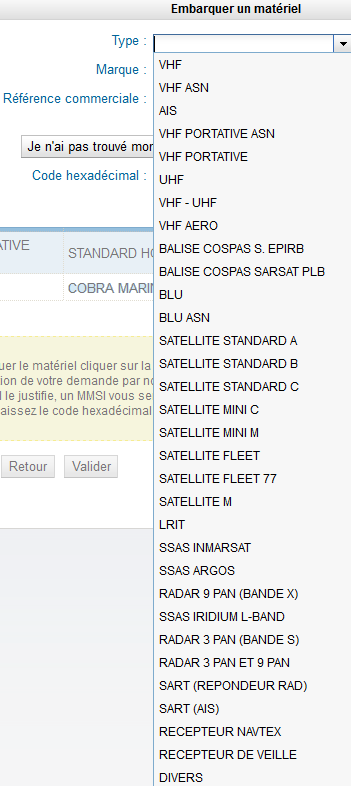 Embarquer un matériel
Type :
Marque :
Référence commerciale :
Je n'ai pas trouvé mon
Code hexadécimal :
ATIVE
STANDARD HO
COBRA MARIN
uer le matériel cliquer sur la
ion de votre demande par no
l le justifie, un MMSI vous se
aissez le code hexadécimal
Retour
Valider
VHF
VHF ASN
AIS
VHF PORTATIVE ASN
VHF PORTATIVE
UHF
VHF - UHF
VHF AERO
BALISE COSPAS S. EPIRB
BALISE COSPAS SARSAT PLB
BLU
BLU ASN
SATELLITE STANDARD A
SATELLITE STANDARD B
SATELLITE STANDARD C
SATELLITE MINI C
SATELLITE MINI M
SATELLITE FLEET
SATELLITE FLEET 77
SATELLITE M
LRIT
SSAS INMARSAT
SSAS ARGOS
RADAR 9 PAN (BANDE X)
SSAS IRIDIUM L-BAND
RADAR 3 PAN (BANDE S)
RADAR 3 PAN ET 9 PAN
SART (REPONDEUR RAD)
SART (AIS)
RECEPTEUR NAVTEX
RECEPTEUR DE VEILLE
DIVERS